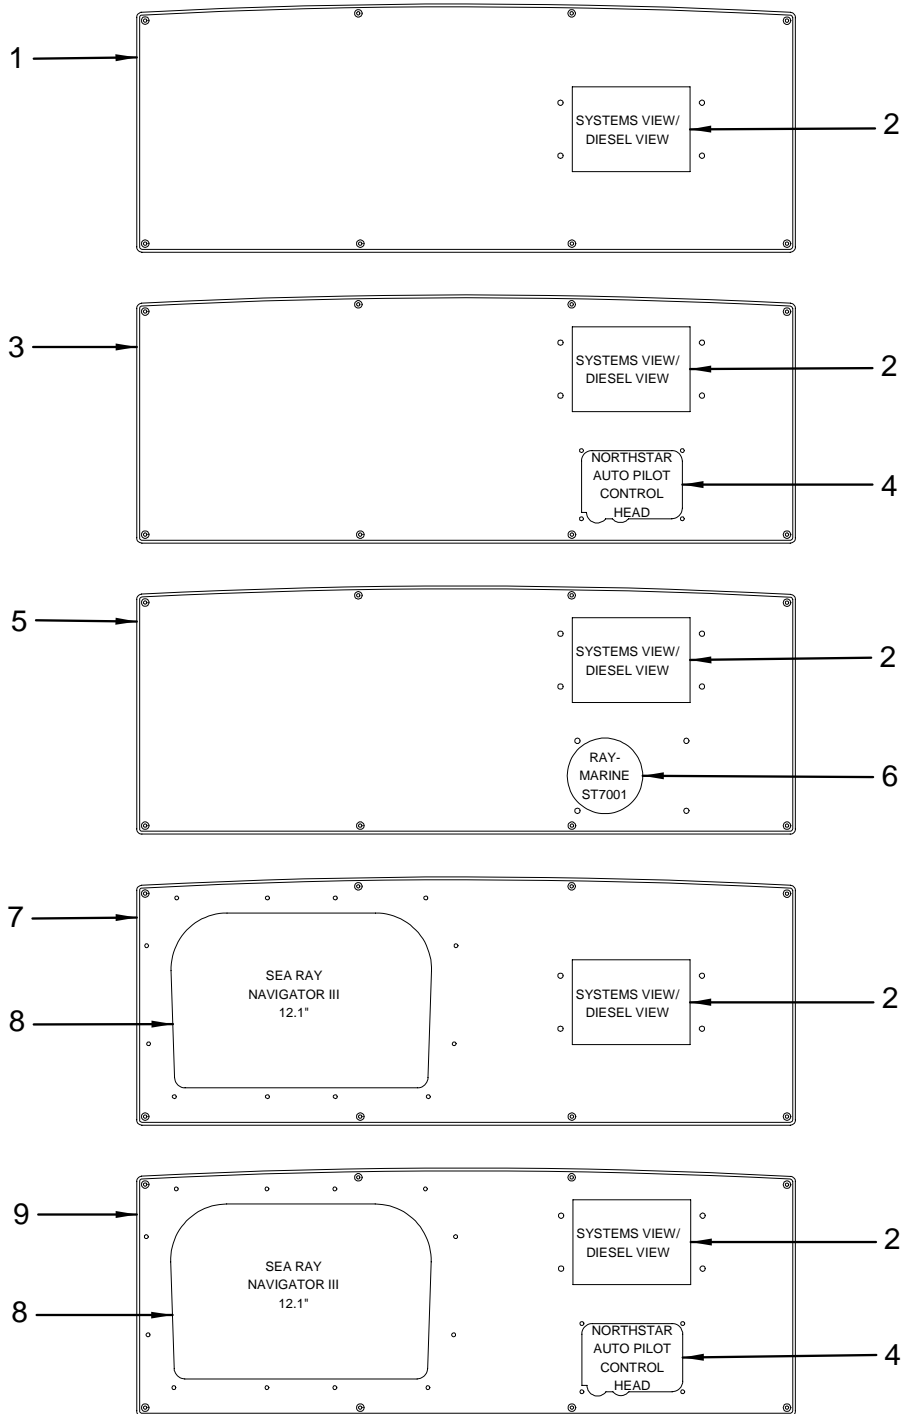 1
SYSTEMS VIEW/
DIESEL VIEW
2
3
SYSTEMS VIEW/
DIESEL VIEW
2
NORTHSTAR
AUTO PILOT
CONTROL
HEAD
4
5
SYSTEMS VIEW/
DIESEL VIEW
2
RAY-
MARINE
ST7001
6
7
SEA RAY
NAVIGATOR III
12.1"
8
SYSTEMS VIEW/
DIESEL VIEW
2
9
SEA RAY
NAVIGATOR III
12.1"
8
SYSTEMS VIEW/
DIESEL VIEW
2
NORTHSTAR
AUTO PILOT
CONTROL
HEAD
4